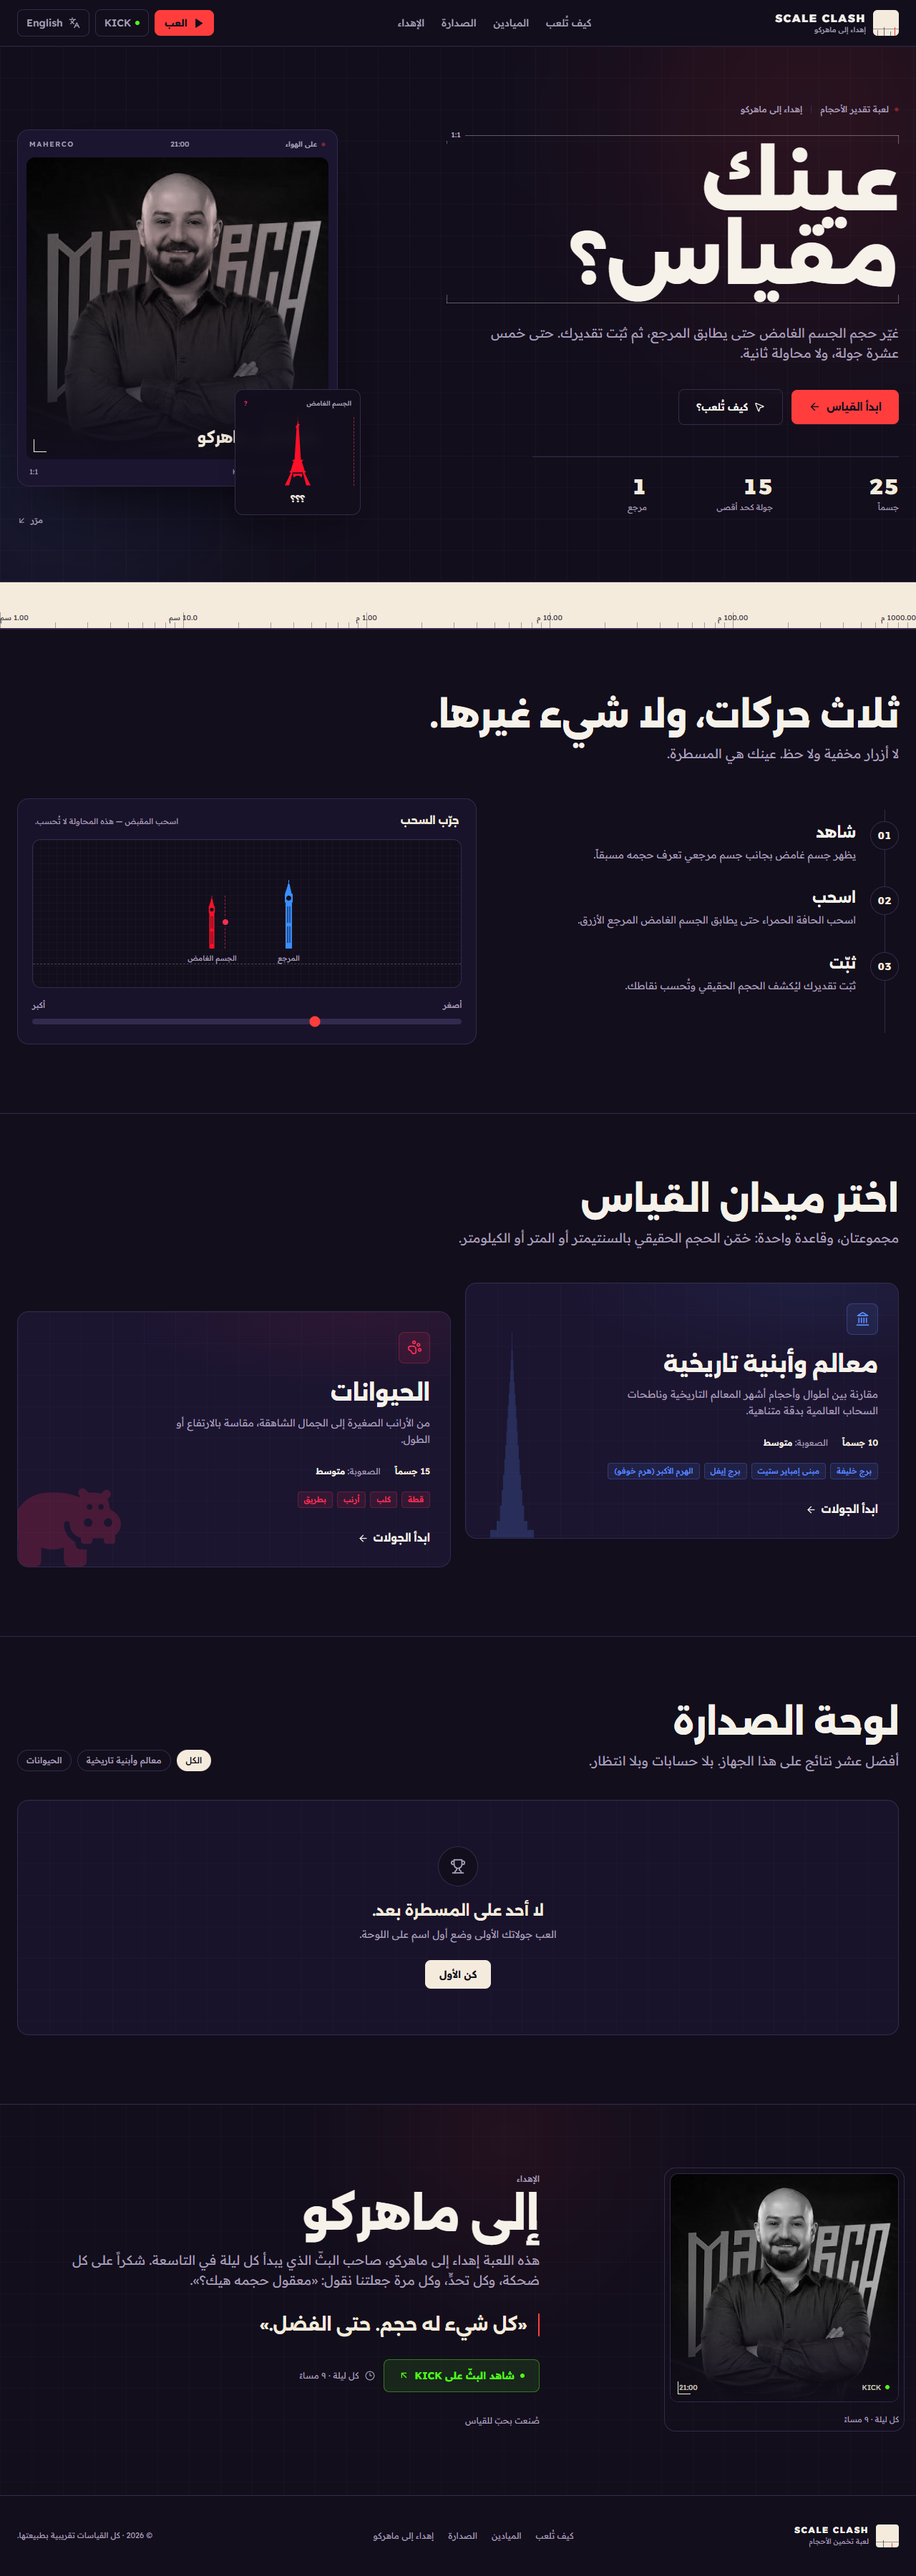 SCALE CLASH
إهداء إلى ماهركو
كيف تُلعب
الميادين
الصدارة
الإهداء
العب
KICK
English
لعبة تقدير الأحجام
إهداء إلى ماهركو
1:1
عينك
مقياس؟
غيّر حجم الجسم الغامض حتى يطابق المرجع، ثم ثبّت تقديرك. حتى خمس
عشرة جولة، ولا محاولة ثانية.
ابدأ القياس
كيف تُلعب؟
25
جسماً
15
جولة كحد أقصى
1
مرجع
على الهواء
21:00
MAHERCO
الجسم الغامض
؟
؟؟؟
1:1
مرّر
1.00 سم
10.0 سم
1.00 م
10.00 م
100.00 م
1000.00 م
ثلاث حركات، ولا شيء غيرها.
لا أزرار مخفية ولا حظ. عينك هي المسطرة.
01
شاهد
يظهر جسم غامض بجانب جسم مرجعي تعرف حجمه مسبقاً.
02
اسحب
اسحب الحافة الحمراء حتى يطابق الجسم الغامض المرجع الأزرق.
03
ثبّت
ثبّت تقديرك ليُكشف الحجم الحقيقي وتُحسب نقاطك.
جرّب السحب
اسحب المقبض — هذه المحاولة لا تُحسب.
المرجع
الجسم الغامض
أصغر
أكبر
اختر ميدان القياس
مجموعتان، وقاعدة واحدة: خمّن الحجم الحقيقي بالسنتيمتر أو المتر أو الكيلومتر.
معالم وأبنية تاريخية
مقارنة بين أطوال وأحجام أشهر المعالم التاريخية وناطحات
السحاب العالمية بدقة متناهية.
10 جسماً
الصعوبة: متوسط
برج خليفة
مبنى إمباير ستيت
برج إيفل
الهرم الأكبر (هرم خوفو)
ابدأ الجولات
الحيوانات
من الأرانب الصغيرة إلى الجمال الشاهقة، مقاسة بالارتفاع أو
الطول.
15 جسماً
الصعوبة: متوسط
قطة
كلب
أرنب
بطريق
ابدأ الجولات
لوحة الصدارة
أفضل عشر نتائج على هذا الجهاز. بلا حسابات وبلا انتظار.
الكل
معالم وأبنية تاريخية
الحيوانات
لا أحد على المسطرة بعد.
العب جولاتك الأولى وضع أول اسم على اللوحة.
كن الأول
KICK
21:00
كل ليلة · ٩ مساءً
الإهداء
إلى ماهركو
هذه اللعبة إهداء إلى ماهركو، صاحب البثّ الذي يبدأ كل ليلة في التاسعة. شكراً على كل
ضحكة، وكل تحدٍّ، وكل مرة جعلتنا نقول: «معقول حجمه هيك؟».
«كل شيء له حجم. حتى الفضل.»
شاهد البثّ على KICK
كل ليلة · ٩ مساءً
صُنعت بحبّ للقياس
SCALE CLASH
لعبة تخمين الأحجام
كيف تُلعب
الميادين
الصدارة
إهداء إلى ماهركو
© 2026 · كل القياسات تقريبية بطبيعتها.